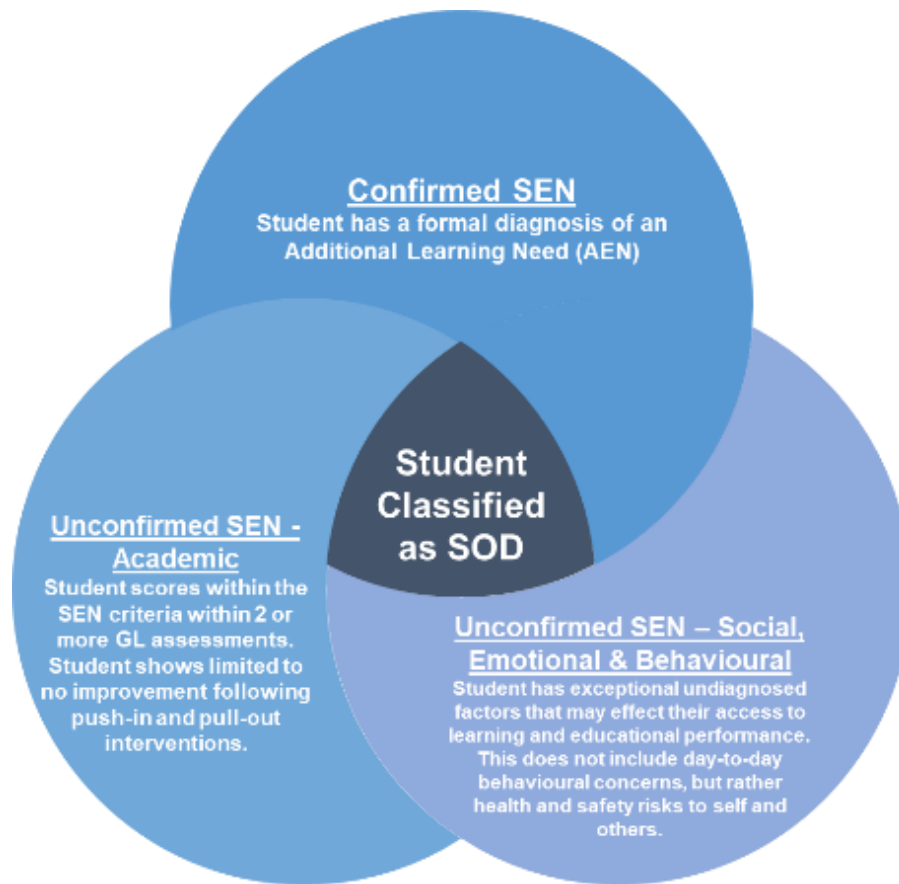 Confirmed SEN
Student has a formal diagnosis of an
Additional Learning Need (AEN)
Student
Classified
as SOD
Unconfirmed SEN -
Academic
Student scores within the
SEN criteria within 2 or
more GL assessments.
Student shows limited to
no improvement following
push-in and pull-out
interventions.
Unconfirmed SEN – Social,
Emotional & Behavioural
Student has exceptional undiagnosed
factors that may effect their access to
learning and educational performance.
This does not include day-to-day
behavioural concerns, but rather
health and safety risks to self and
others.